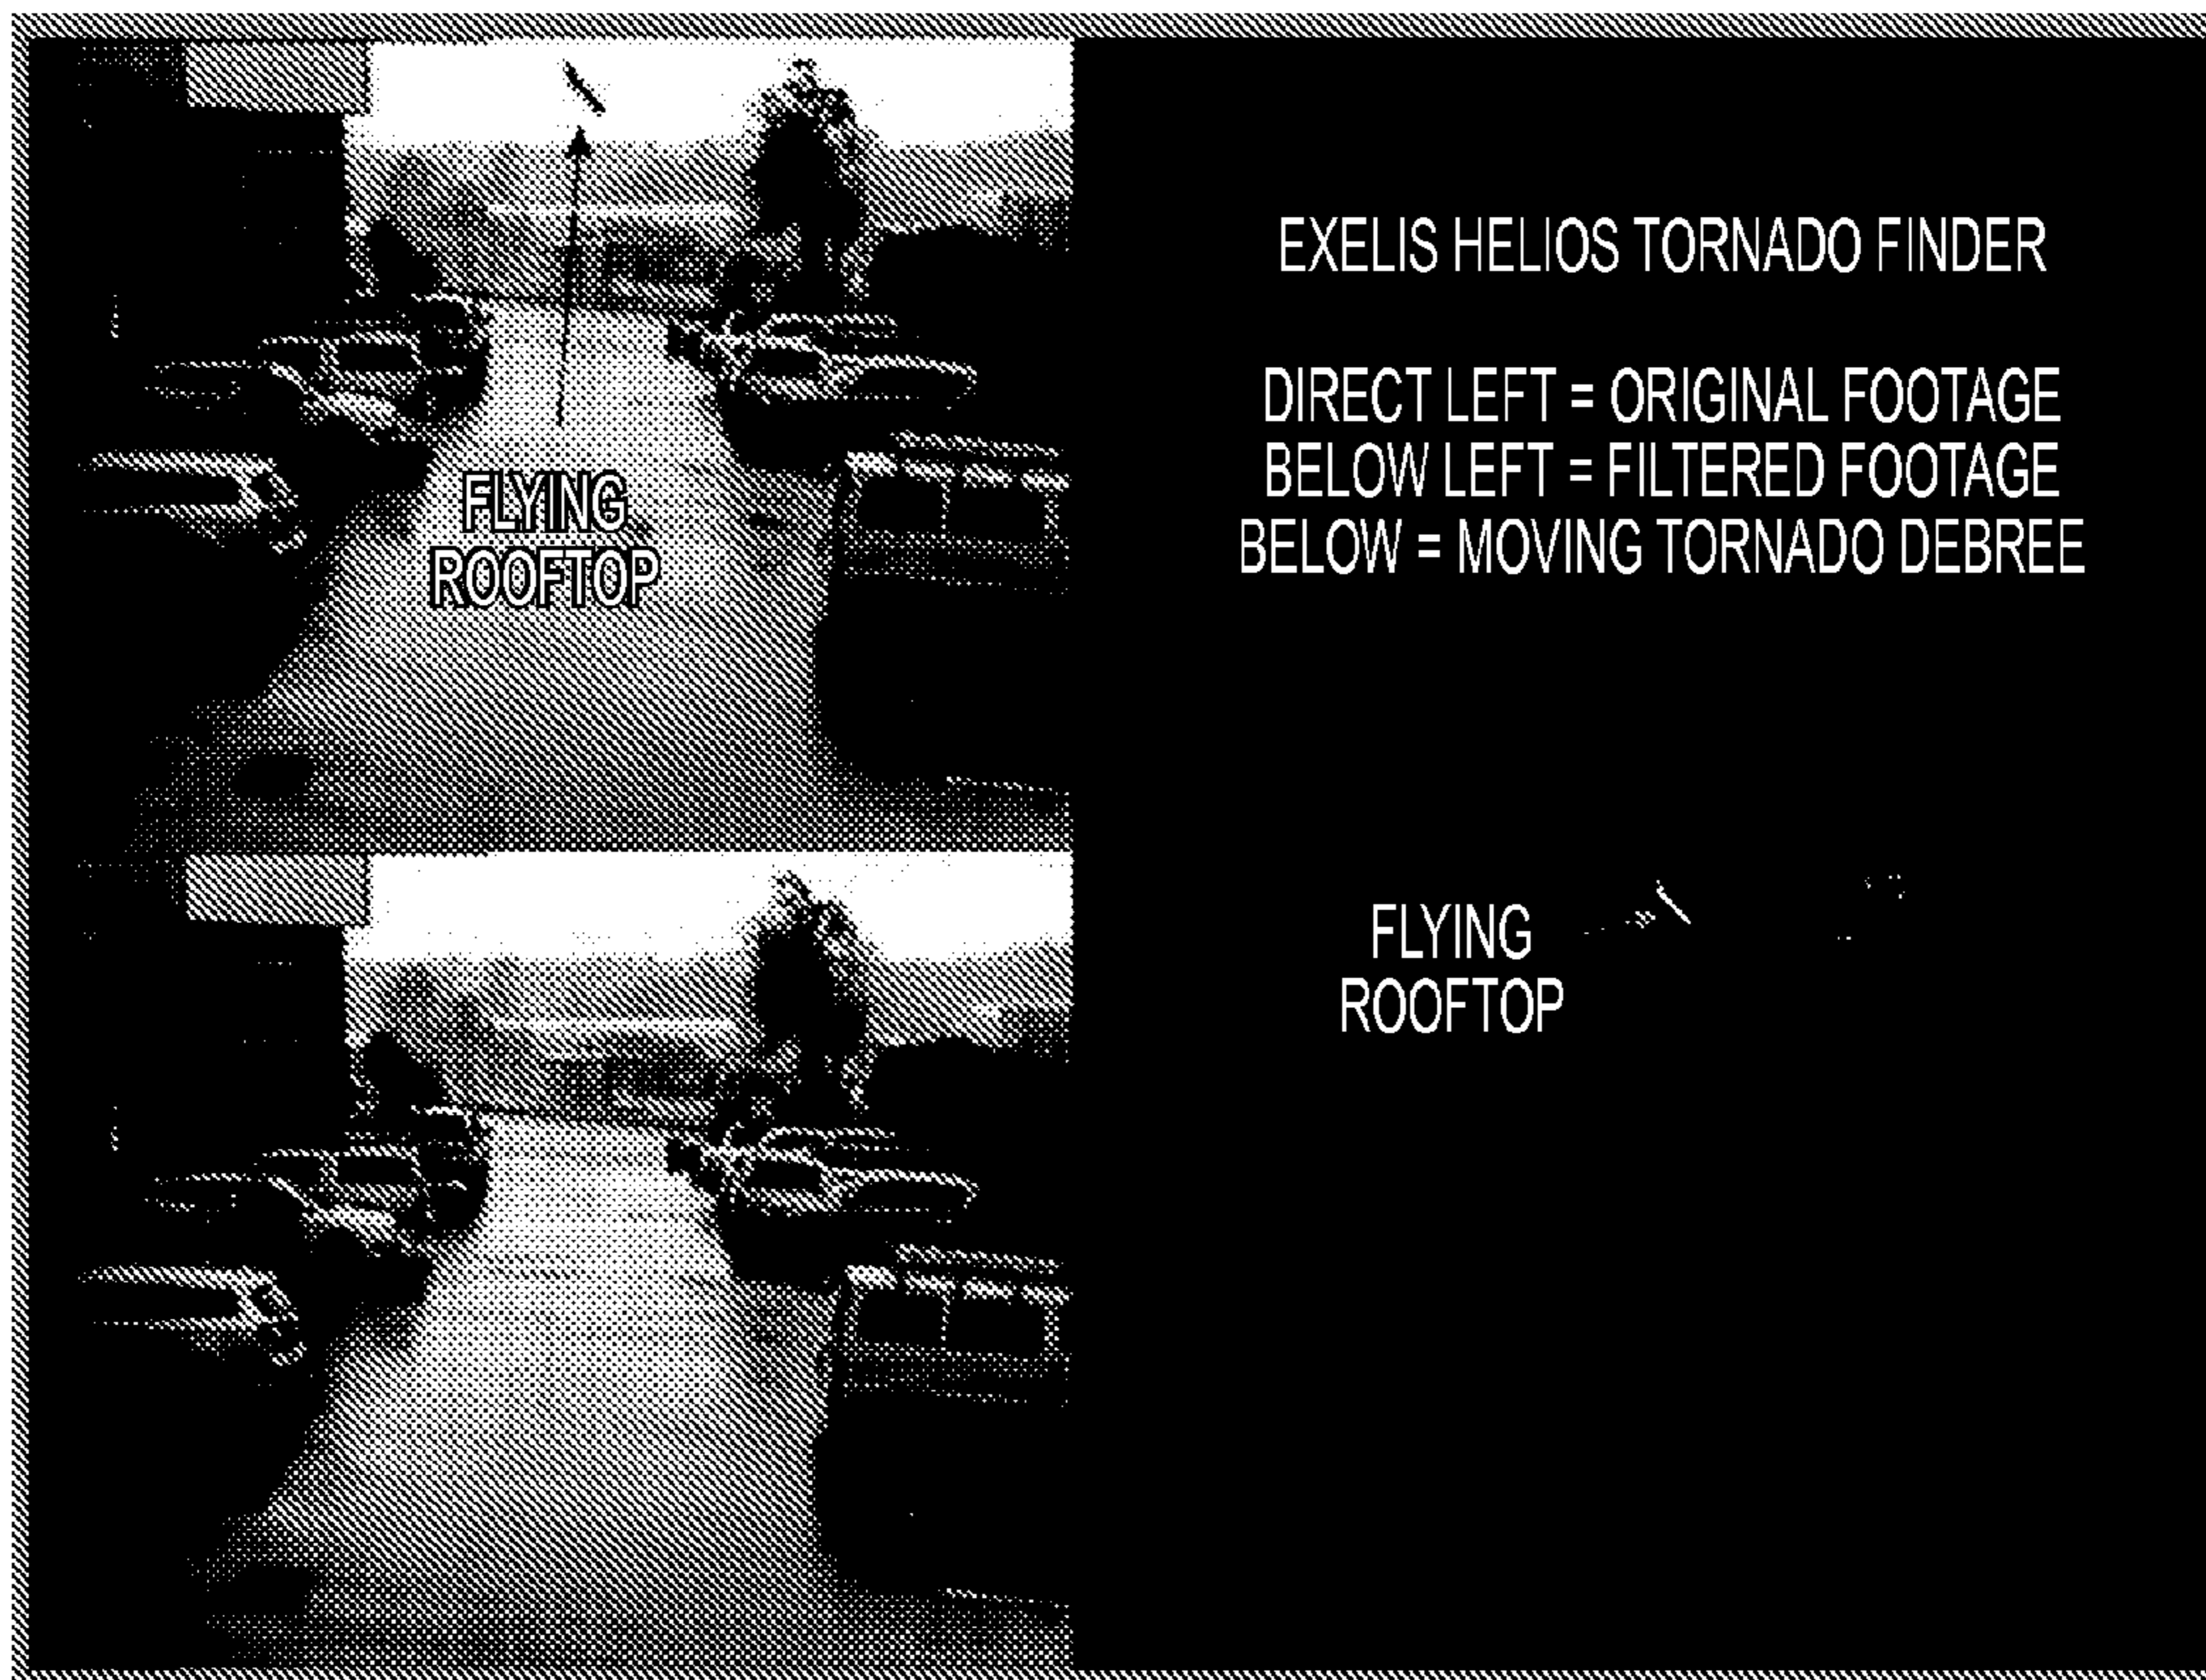 FLYING
ROOFTOP
EXELIS HELIOS TORNADO FINDER
DIRECT LEFT = ORIGINAL FOOTAGE
BELOW LEFT = FILTERED FOOTAGE
BELOW = MOVING TORNADO DEBREE
FLYING
ROOFTOP